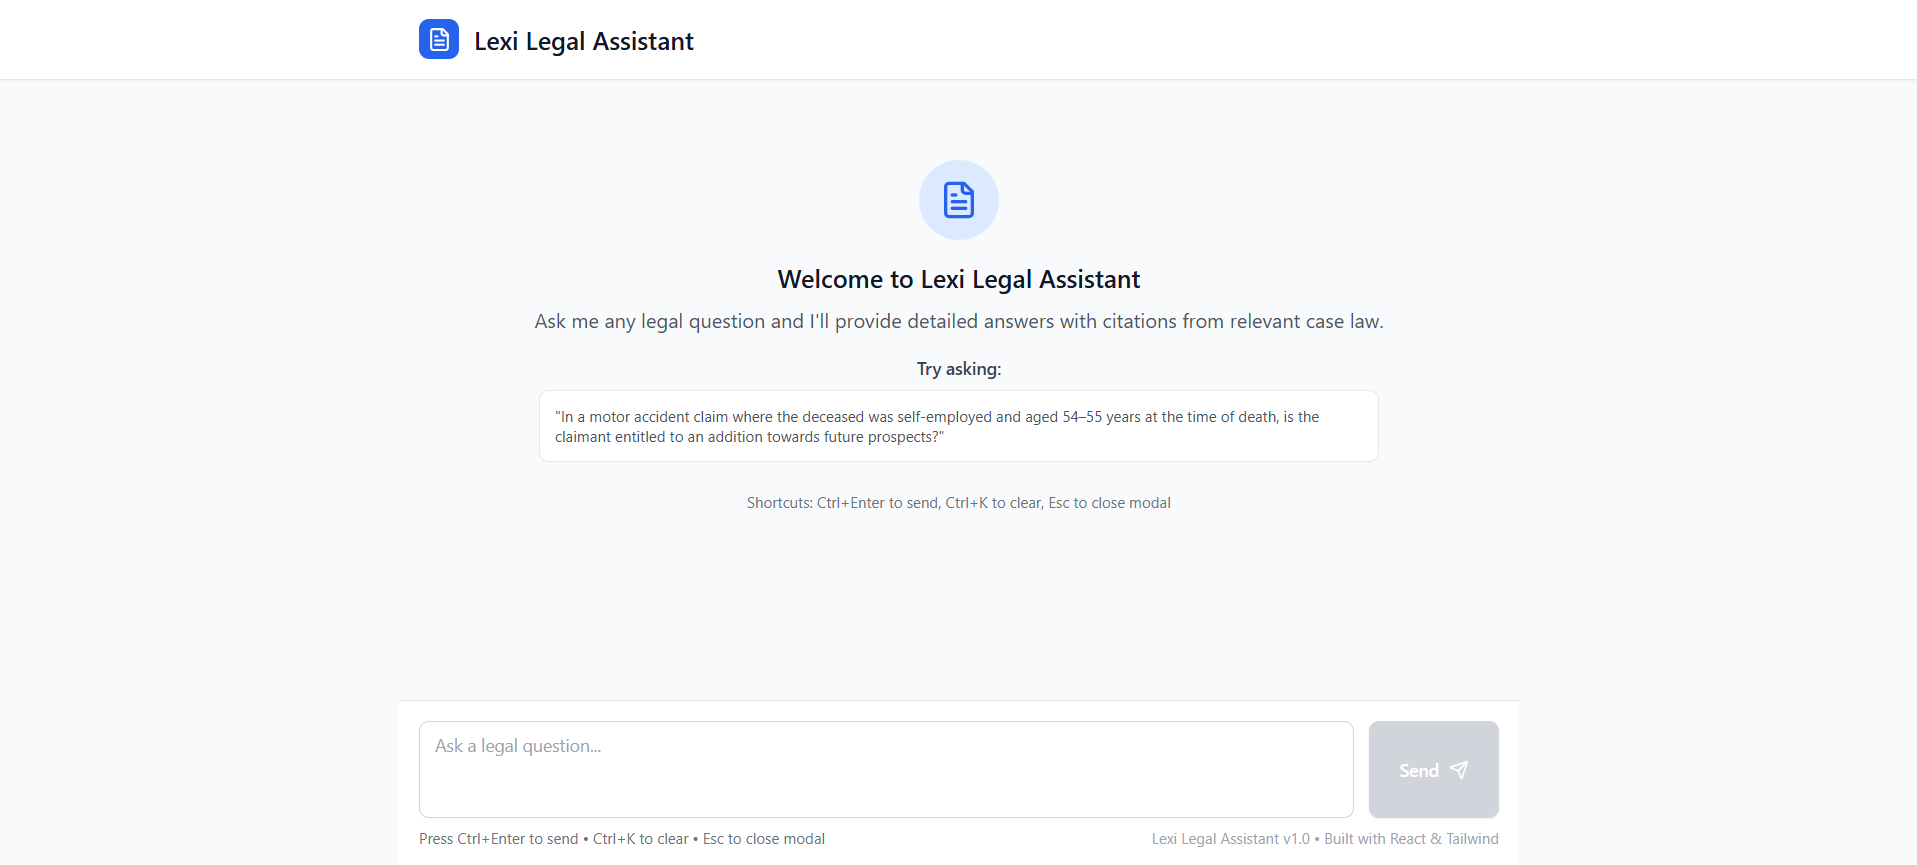 Lexi Legal Assistant
Welcome to Lexi Legal Assistant
Ask me any legal question and I'll provide detailed answers with citations from relevant case law.
Try asking:
"In a motor accident claim where the deceased was self-employed and aged 54–55 years at the time of death, is the
claimant entitled to an addition towards future prospects?"
Shortcuts: Ctrl+Enter to send, Ctrl+K to clear, Esc to close modal
Ask a legal question...
Send
Press Ctrl+Enter to send • Ctrl+K to clear • Esc to close modal
Lexi Legal Assistant v1.0 • Built with React & Tailwind